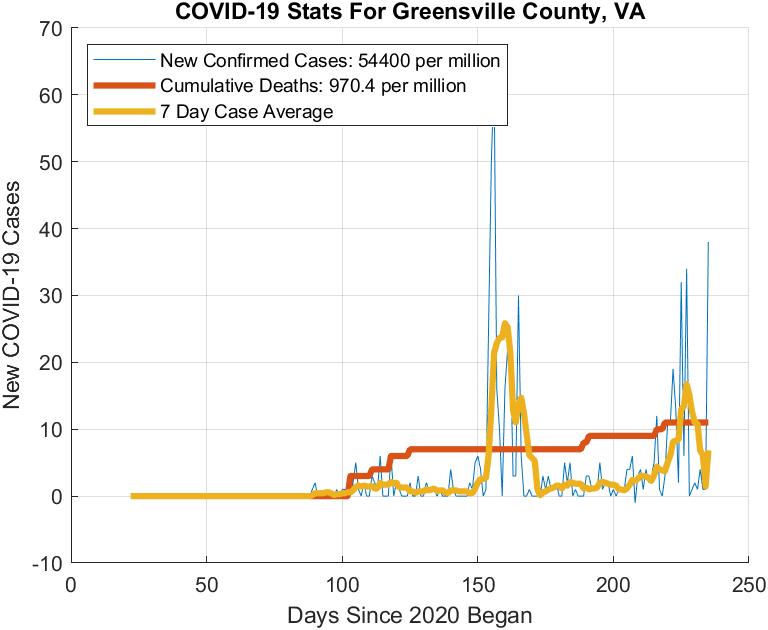 COVID-19 Stats For Greensville County, VA
70
60
50
40
30
20
10
0
-10
New Confirmed Cases: 54400 per million
Cumulative Deaths: 970.4 per million
7 Day Case Average
New COVID-19 Cases
0
50
100
150
200
250
Days Since 2020 Began